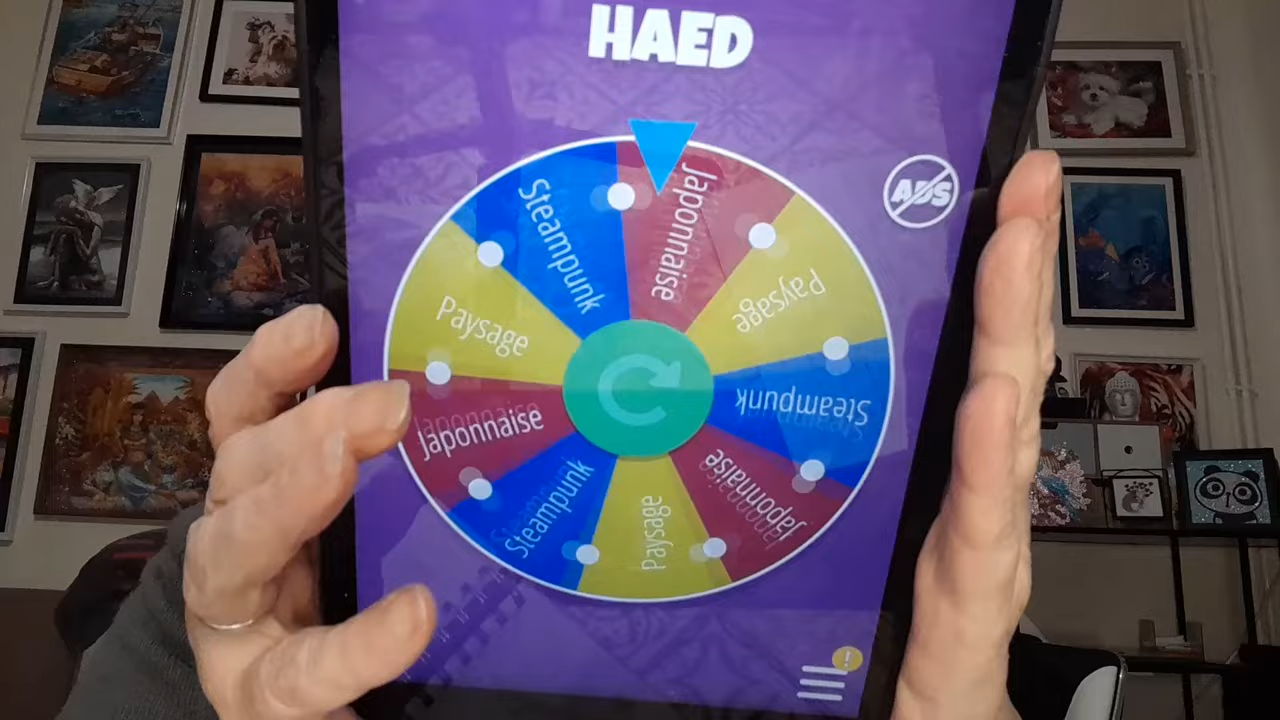 HAED
ADS
Steampunk
Japonnaise
Paysage
Paysage
Steampunk
Japonnaise
Japonnaise
Steampunk
Paysage